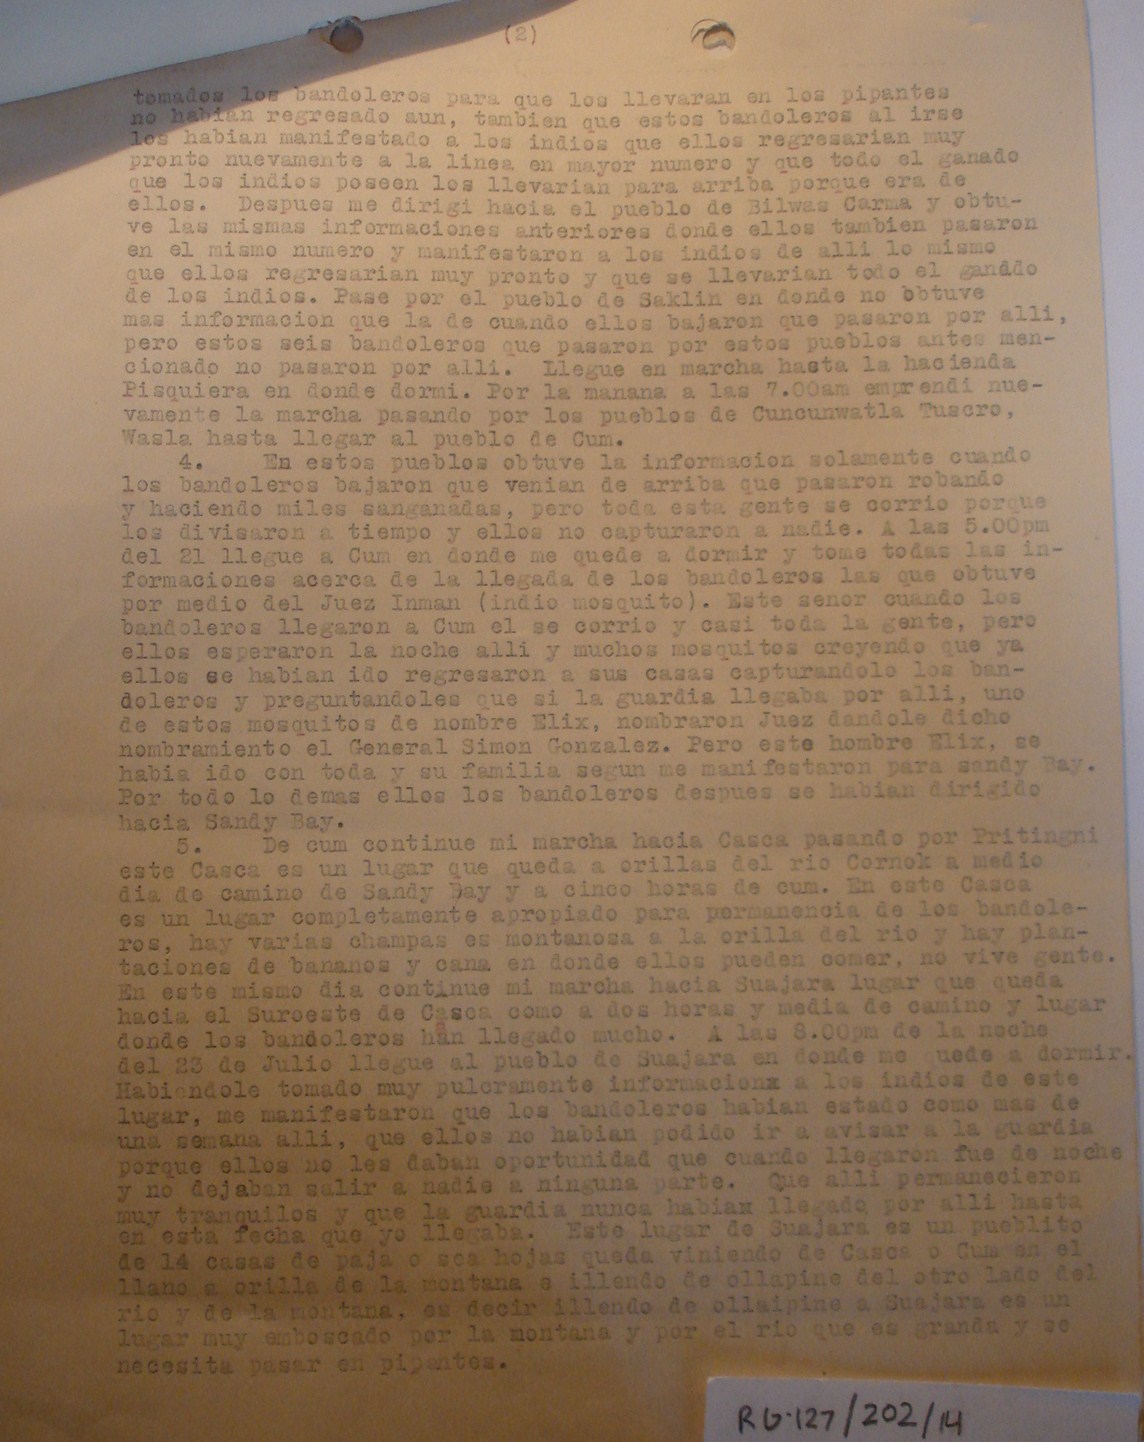 (2)
tomados los bandoleros para que los llevaran en los pipantes
no habian regresado aun, tambien que estos bandoleros al irse
los habian manifestado a los indios que ellos regresarian muy
pronto nuevamente a la linea en mayor numero y que todo el ganado
que los indios poseen los llevarian para arriba porque era de
ellos. Despues me dirigi hacia el pueblo de Bilwas Carma y obtu-
ve las mismas informaciones anteriores donde ellos tambien pasaron
en el mismo numero y manifestaron a los indios de alli lo mismo
que ellos regresarian muy pronto y que se llevarian todo el ganddo
de los indios. Pase por el pueblo de Saklin en donde no obtuve
mas informacion que la de cuando ellos bajaron que pasaron por alli,
pero estos seis bandoleros que pasaron por estos pueblos antes men-
cionado no pasaron por alli. Llegue en marcha hasta la hacienda
Pisquiera en donde dormi. Por la manana a las 7.00am emprendi nue-
vamente la marcha pasando por los pueblos de Cuncunwatla Tuscro,
Wasla hasta llegar al pueblo de Cum.
4. En estos pueblos obtuve la informacion solamente cuando
los bandoleros bajaron que venian de arriba que pasaron robando
y haciendo miles sanganadas, pero toda esta gente se corrio porque
los divisaron a tiempo y ellos no capturaron a nadie. A las 5.00pm
del 21 llegue a Cum en donde me quede a dormir y tome todas las in-
formaciones acerca de la llegada de los bandoleros las que obtuve
por medio del Juez Inman (indio mosquito). Este senor cuando los
bandoleros llegaron a Cum el se corrio y casi toda la gente, pero
ellos esperaron la noche alli y muchos mosquitos creyendo que ya
ellos se habian ido regresaron a sus casas capturandolo los ban-
doleros y preguntandoles que si la guardia llegaba por alli, uno
de estos mosquitos de nombre Elix, nombraron Juez dandole dicho
nombramiento el General Simon Gonzalez. Pero este hombre Elix, se
habia ido con toda y su familia segun me manifestaron para sandy Bay.
Por todo lo demas ellos los bandoleros despues se habian dirigido
hacia Sandy Bay.
5. De cum continue mi marcha hacia Casca pasando por Pritingni
este Casca es un lugar que queda a orillas del rio Cornok a medio
dia de camino de Sandy Bay y a cinco horas de cum. En este Casca
es un lugar completamente apropiado para permanencia de los bandole-
ros, hay varias champas es montanosa a la orilla del rio y hay plan-
taciones de bananos y cana en donde ellos pueden comer, no vive gente.
En este mismo dia continue mi marcha hacia Suajara lugar que queda
hacia el Suroeste de Casca como a dos horas y media de camino y lugar
donde los bandoleros han llegado mucho. A las 8.00pm de la noche
del 23 de Julio llegue al pueblo de Suajara en donde me quede a dormir.
Habiendole tomado muy pulcramente informacionx a los indios de este
lugar, me manifestaron que los bandoleros habian estado como mas de
una semana alli, que ellos no habian podido ir a avisar a la guardia
porque ellos no les daban oportunidad que cuando llegaron fue de noche
y no dejaban salir a nadie a ninguna parte. Que alli permanecieron
muy tranquilos y que la guardia nunca habiax llegado por alli hasta
en esta fecha que yo llegaba. Este lugar de Suajara es un pueblito
de 14 casas de paja o sea hojas queda viniendo de Casca o Cum en el
llano a orilla de la montana e illendo de ollapine del otro lado del
rio y de la montana, es decir illendo de ollaipine a Suajara es un
lugar muy emboscado por la montana y por el rio que es granda y se
necesita pasar en pipantes.
RG·127/202/14